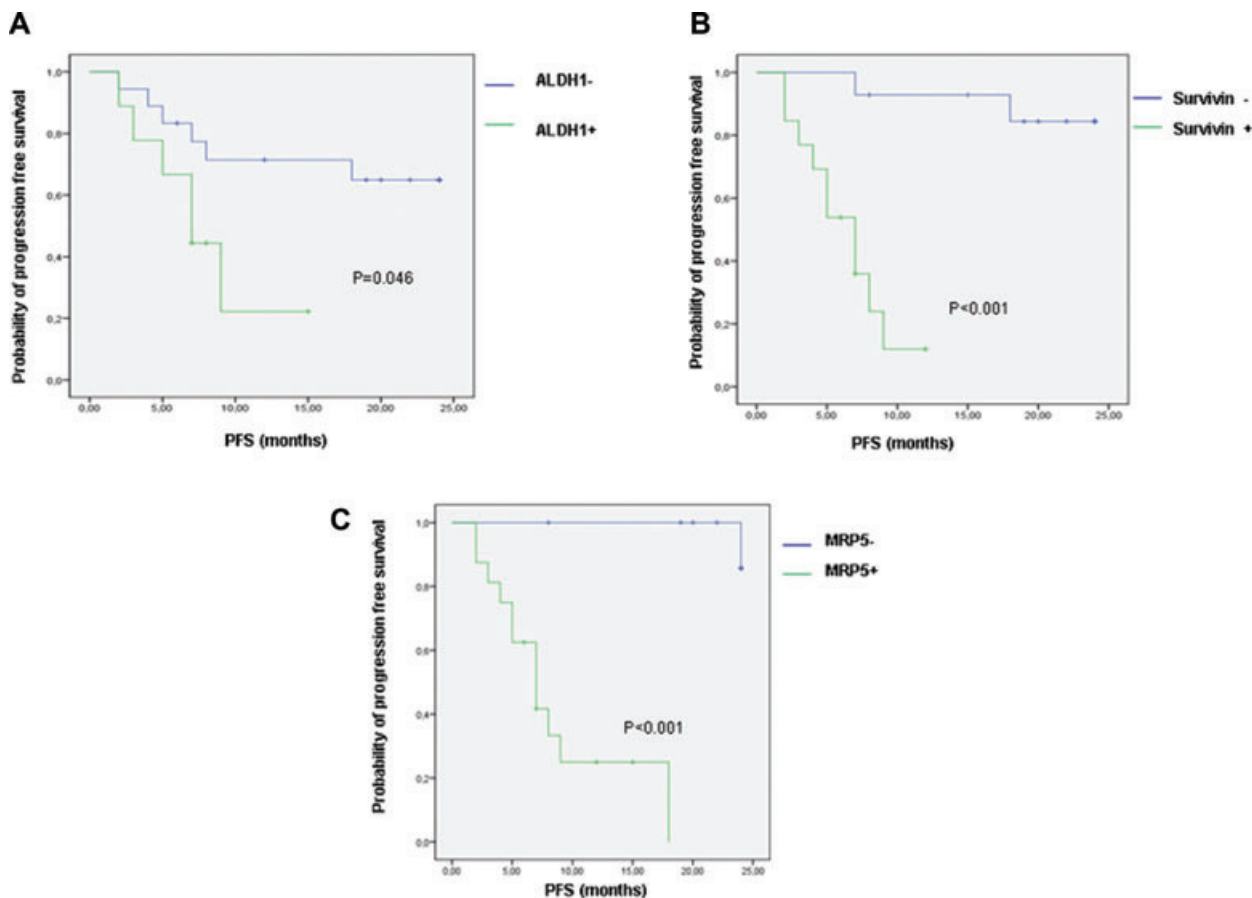 A
Probability of progression free survival
1,0
0,8
0,6
0,4
0,2
0,0
0,00 5,00 10,00 15,00 20,00 25,00
PFS (months)
P=0.046
ALDH1-
ALDH1+
B
Probability of progression free survival
1,0
0,8
0,6
0,4
0,2
0,0
0,00 5,00 10,00 15,00 20,00 25,00
PFS (months)
P<0.001
Survivin -
Survivin +
C
Probability of progression free survival
1,0
0,8
0,6
0,4
0,2
0,0
0,00 5,00 10,00 15,00 20,00 25,00
PFS (months)
P<0.001
MRP5-
MRP5+